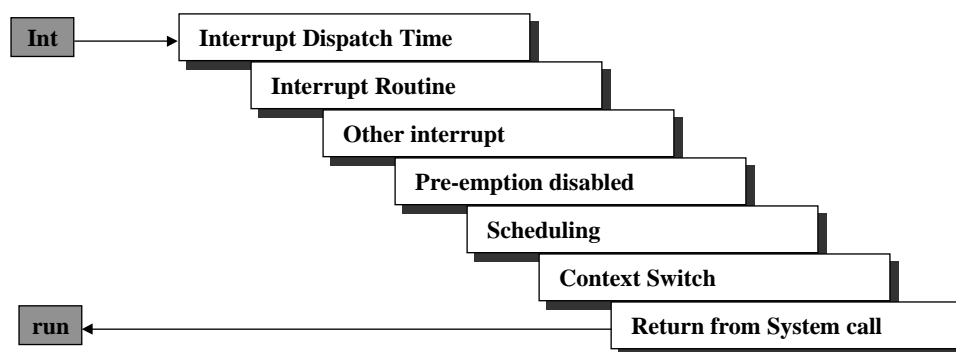 Int
Interrupt Dispatch Time
Interrupt Routine
Other interrupt
Pre-emption disabled
Scheduling
Context Switch
run
Return from System call